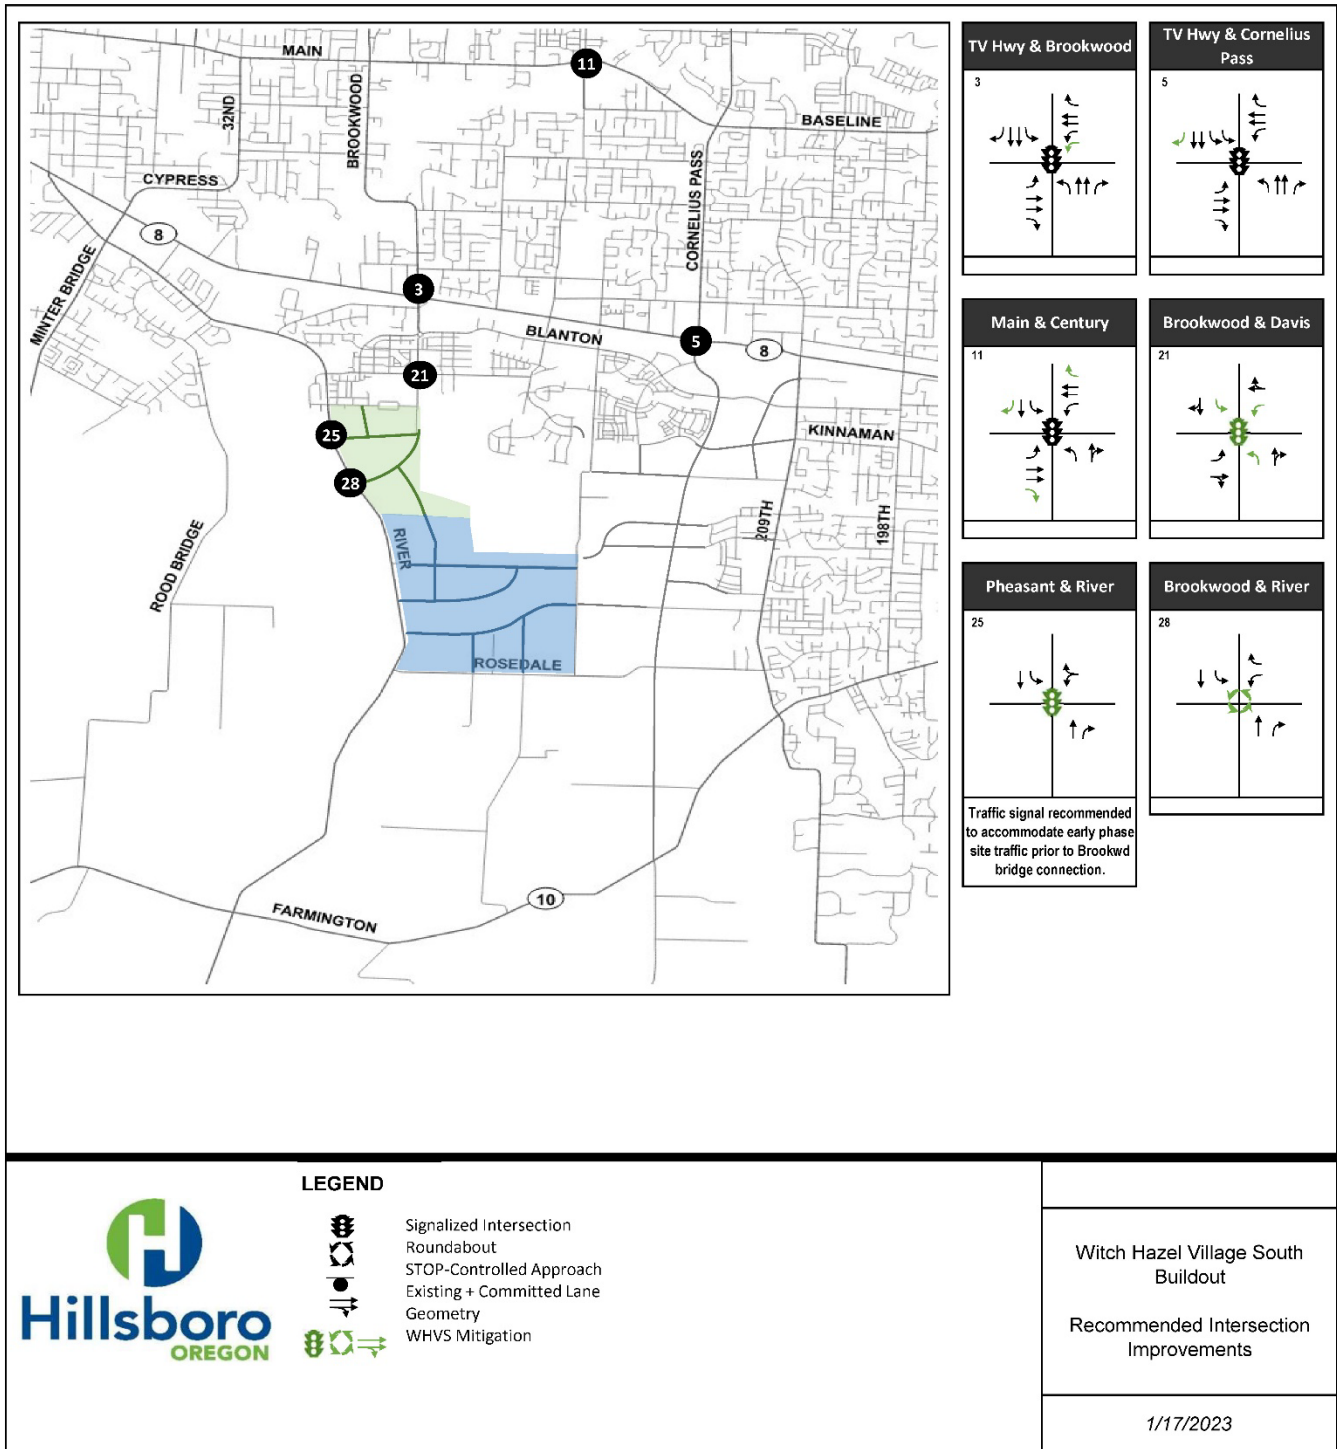 MAIN
11
32ND
BROOKWOOD
BASELINE
CYPRESS
CORNELIUS PASS
8
MINTER BRIDGE
3
BLANTON
5
8
21
25
KINNAMAN
28
209TH
198TH
RIVER
ROOD BRIDGE
ROSEDALE
10
FARMINGTON
TV Hwy & Brookwood
3
TV Hwy & Cornelius
Pass
5
Main & Century
11
Brookwood & Davis
21
Pheasant & River
25
Traffic signal recommended
to accommodate early phase
site traffic prior to Brookwd
bridge connection.
Brookwood & River
28
Hillsboro
OREGON
LEGEND
Signalized Intersection
Roundabout
STOP-Controlled Approach
Existing + Committed Lane
Geometry
WHVS Mitigation
Witch Hazel Village South
Buildout
Recommended Intersection
Improvements
1/17/2023